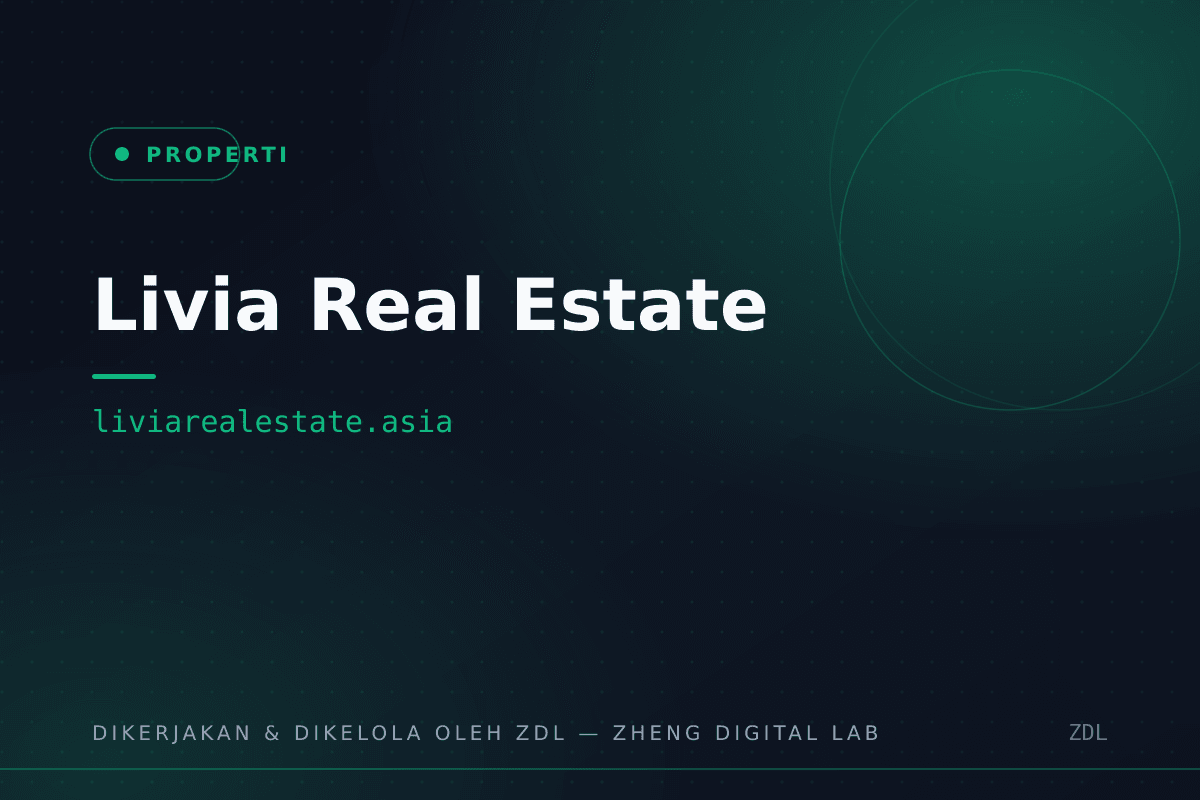 PROPERTI
Livia Real Estate
liviarealestate.asia
DIKERJAKAN & DIKELOLA OLEH ZDL — ZHENG DIGITAL LAB
ZDL